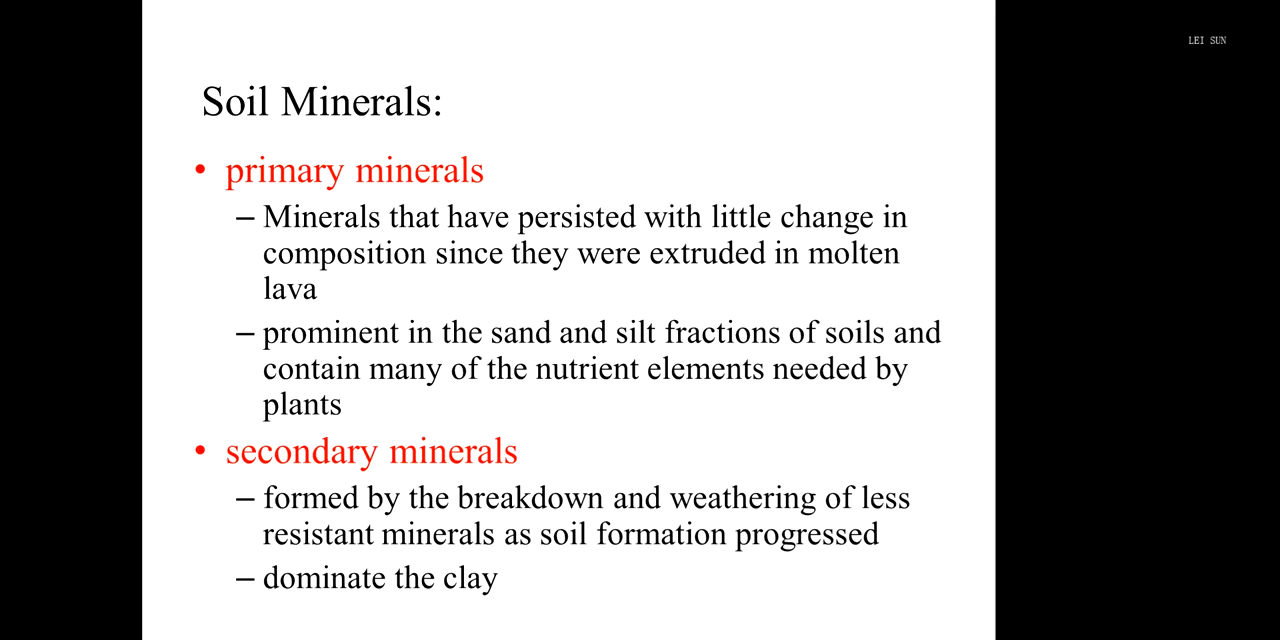 LEI SUN
Soil Minerals:
• primary minerals
– Minerals that have persisted with little change in
composition since they were extruded in molten
lava
– prominent in the sand and silt fractions of soils and
contain many of the nutrient elements needed by
plants
• secondary minerals
– formed by the breakdown and weathering of less
resistant minerals as soil formation progressed
– dominate the clay